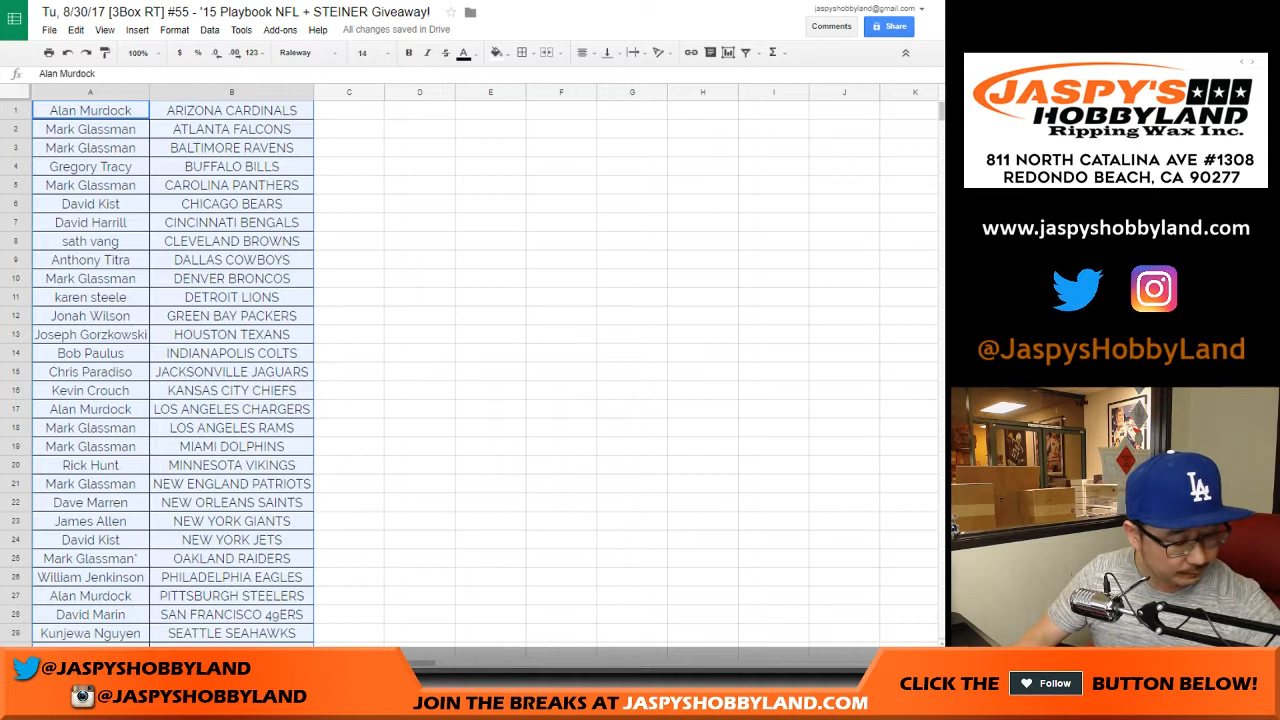 Tu, 8/30/17 [3Box RT] #55 - '15 Playbook NFL + STEINER Giveaway!
jaspyhobbyland@gmail.com
File Edit View Insert Format Data Tools Add-ons Help All changes saved in Drive
Comments
Share
100% $ % .0 .00 123 Raleway 14 B I S A
fx Alan Murdock
A B C D E F G H I J K
1 Alan Murdock ARIZONA CARDINALS
2 Mark Glassman ATLANTA FALCONS
3 Mark Glassman BALTIMORE RAVENS
4 Gregory Tracy BUFFALO BILLS
5 Mark Glassman CAROLINA PANTHERS
6 David Kist CHICAGO BEARS
7 David Harrill CINCINNATI BENGALS
8 sath vang CLEVELAND BROWNS
9 Anthony Titra DALLAS COWBOYS
10 Mark Glassman DENVER BRONCOS
11 karen steele DETROIT LIONS
12 Jonah Wilson GREEN BAY PACKERS
13 Joseph Gorzkowski HOUSTON TEXANS
14 Bob Paulus INDIANAPOLIS COLTS
15 Chris Paradiso JACKSONVILLE JAGUARS
16 Kevin Crouch KANSAS CITY CHIEFS
17 Alan Murdock LOS ANGELES CHARGERS
18 Mark Glassman LOS ANGELES RAMS
19 Mark Glassman MIAMI DOLPHINS
20 Rick Hunt MINNESOTA VIKINGS
21 Mark Glassman NEW ENGLAND PATRIOTS
22 Dave Marren NEW ORLEANS SAINTS
23 James Allen NEW YORK GIANTS
24 David Kist NEW YORK JETS
25 Mark Glassman* OAKLAND RAIDERS
26 William Jenkinson PHILADELPHIA EAGLES
27 Alan Murdock PITTSBURGH STEELERS
28 David Marin SAN FRANCISCO 49ERS
29 Kunjewa Nguyen SEATTLE SEAHAWKS
JASPY'S
HOBBYLAND
Ripping Wax Inc.
811 NORTH CATALINA AVE #1308
REDONDO BEACH, CA 90277
www.jaspyshobbyland.com
@JaspysHobbyLand
LA
@JASPYSHOBBYLAND
@JASPYSHOBBYLAND
JOIN THE BREAKS AT JASPYSHOBBYLAND.COM
CLICK THE Follow BUTTON BELOW!